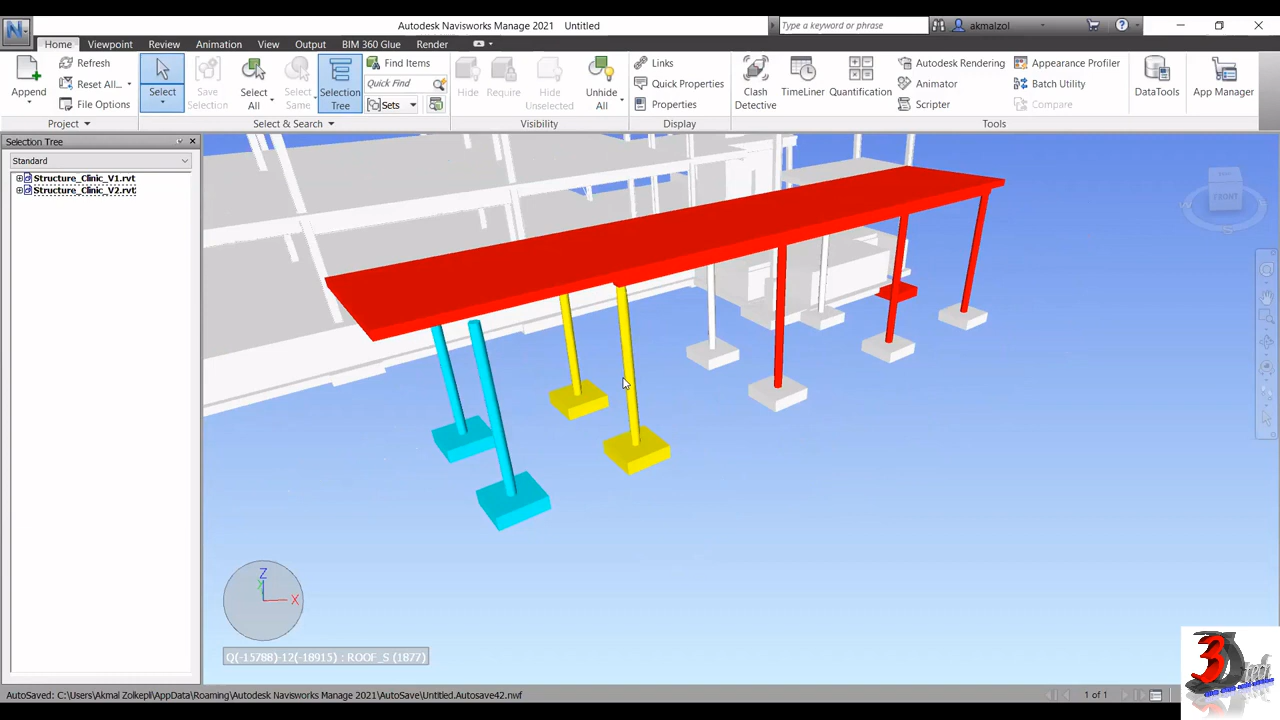 Autodesk Navisworks Manage 2021 Untitled
Type a keyword or phrase
akmalzol
Home Viewpoint Review Animation View Output BIM 360 Glue Render
Append
Refresh
Reset All...
File Options
Project
Select
Save Selection
Select All
Select Same
Selection Tree
Find Items
Quick Find
Sets
Select & Search
Hide
Require
Hide Unselected
Unhide All
Visibility
Links
Quick Properties
Properties
Display
Clash Detective
TimeLiner
Quantification
Autodesk Rendering
Animator
Scripter
Appearance Profiler
Batch Utility
Compare
Tools
DataTools
App Manager
Selection Tree
Standard
Structure_Clinic_V1.rvt
Structure_Clinic_V2.rvt
FRONT
Z
Y
X
Q(-15788)-12(-18915) : ROOF_S (1877)
AutoSaved: C:\Users\Akmal Zolkepli\AppData\Roaming\Autodesk Navisworks Manage 2021\AutoSave\Untitled.Autosave42.nwf
1 of 1